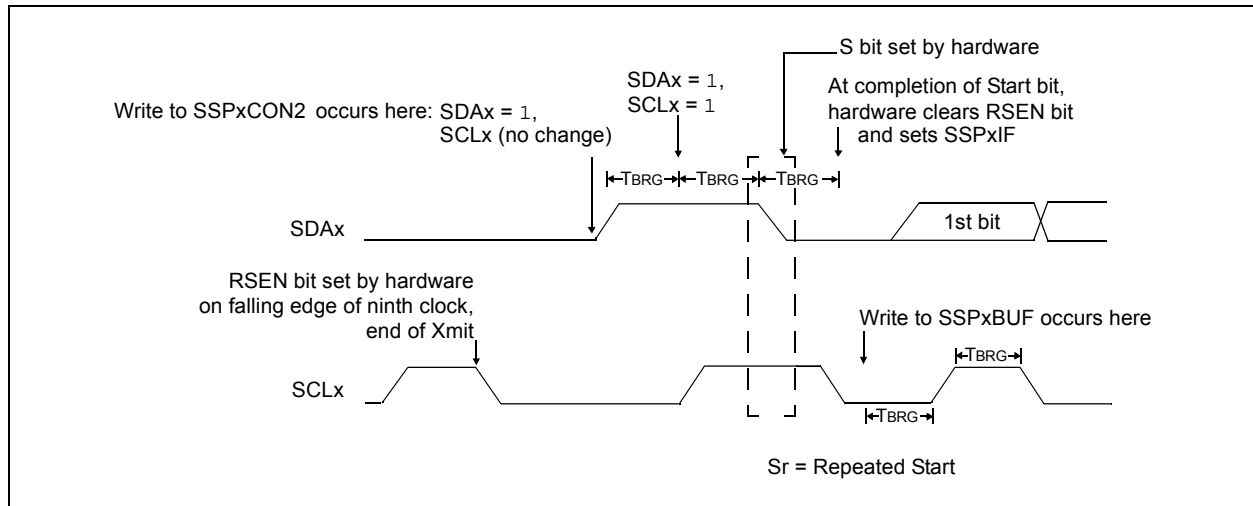 S bit set by hardware
SDAx = 1,
SCLx = 1
At completion of Start bit,
hardware clears RSEN bit
and sets SSPxIF
Write to SSPxCON2 occurs here: SDAx = 1,
SCLx (no change)
TBRG
TBRG
TBRG
SDAx
1st bit
RSEN bit set by hardware
on falling edge of ninth clock,
end of Xmit
Write to SSPxBUF occurs here
TBRG
SCLx
TBRG
Sr = Repeated Start